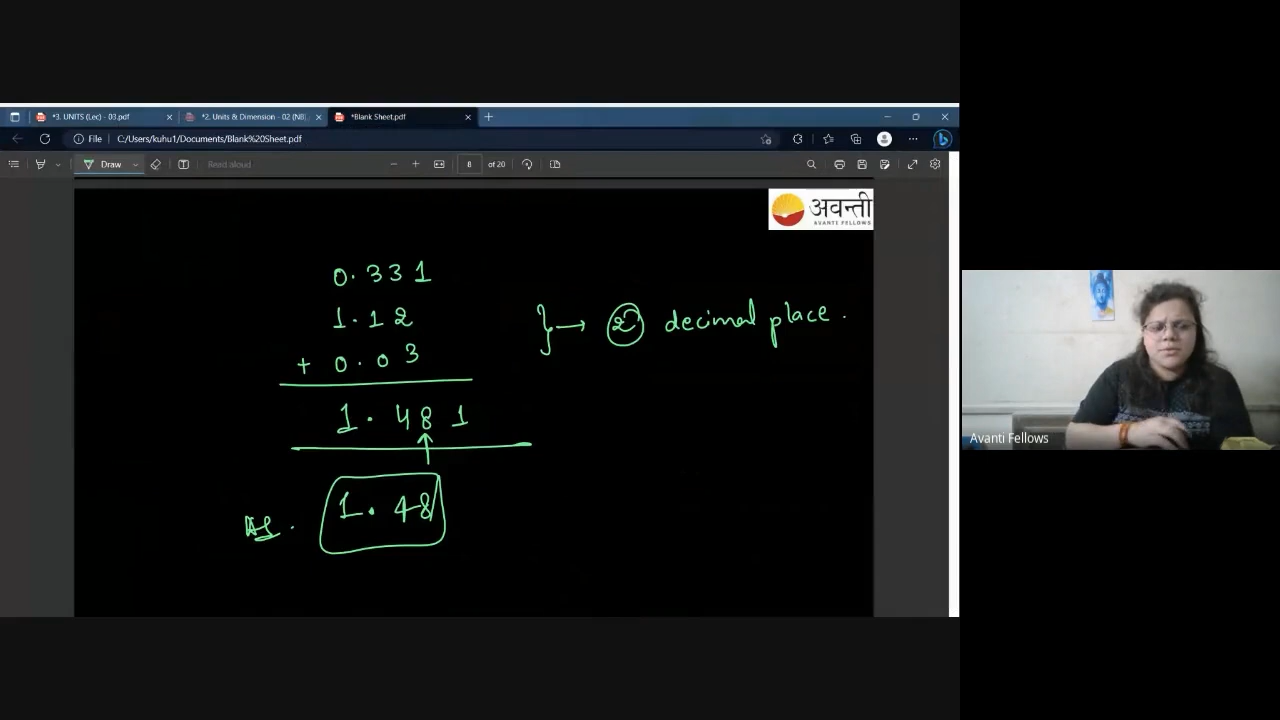 *3. UNITS (Lec) - 03.pdf
*2. Units & Dimension - 02 (NB).
*Blank Sheet.pdf
File C:/Users/kuhu1/Documents/Blank%20Sheet.pdf
Draw Read aloud 8 of 20
अवन्ती
AVANTI FELLOWS
0.331
1.12
+ 0.03
1.481
1.48
} → 2 decimal place.
Avanti Fellows